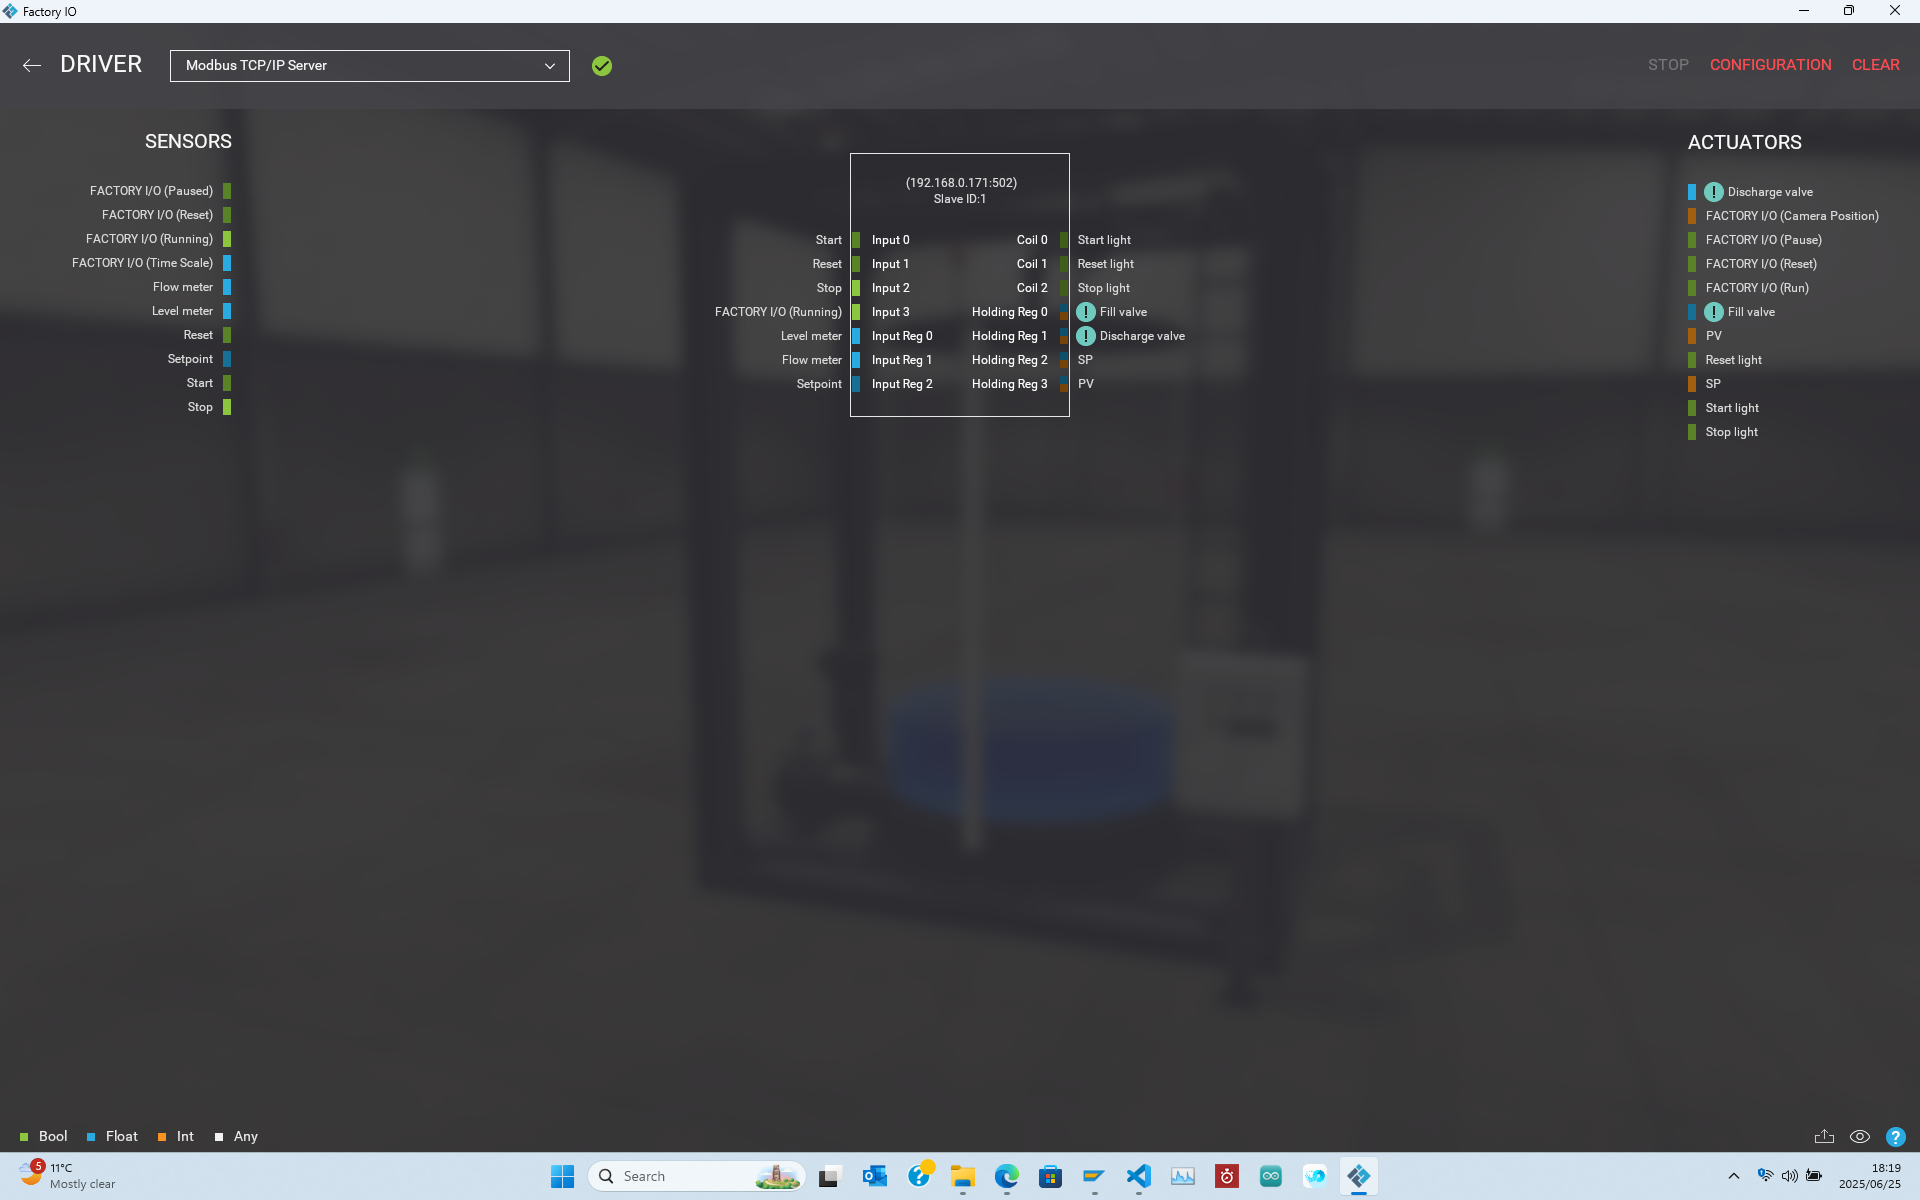 Factory IO
DRIVER
Modbus TCP/IP Server
STOP
CONFIGURATION
CLEAR
SENSORS
FACTORY I/O (Paused)
FACTORY I/O (Reset)
FACTORY I/O (Running)
FACTORY I/O (Time Scale)
Flow meter
Level meter
Reset
Setpoint
Start
Stop
(192.168.0.171:502)
Slave ID:1
Start Input 0 Coil 0 Start light
Reset Input 1 Coil 1 Reset light
Stop Input 2 Coil 2 Stop light
FACTORY I/O (Running) Input 3 Holding Reg 0 ! Fill valve
Level meter Input Reg 0 Holding Reg 1 ! Discharge valve
Flow meter Input Reg 1 Holding Reg 2 SP
Setpoint Input Reg 2 Holding Reg 3 PV
ACTUATORS
! Discharge valve
FACTORY I/O (Camera Position)
FACTORY I/O (Pause)
FACTORY I/O (Reset)
FACTORY I/O (Run)
! Fill valve
PV
Reset light
SP
Start light
Stop light
Bool Float Int Any
?
5
11°C
Mostly clear
Search
?
18:19
2025/06/25